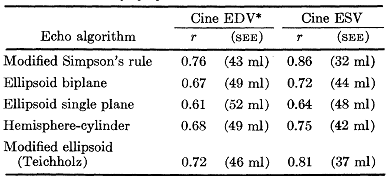 Cine EDV* Cine ESV
Echo algorithm r (SEE) r (SEE)
Modified Simpson's rule 0.76 (43 ml) 0.86 (32 ml)
Ellipsoid biplane 0.67 (49 ml) 0.72 (44 ml)
Ellipsoid single plane 0.61 (52 ml) 0.64 (48 ml)
Hemisphere-cylinder 0.68 (49 ml) 0.75 (42 ml)
Modified ellipsoid
(Teichholz) 0.72 (46 ml) 0.81 (37 ml)